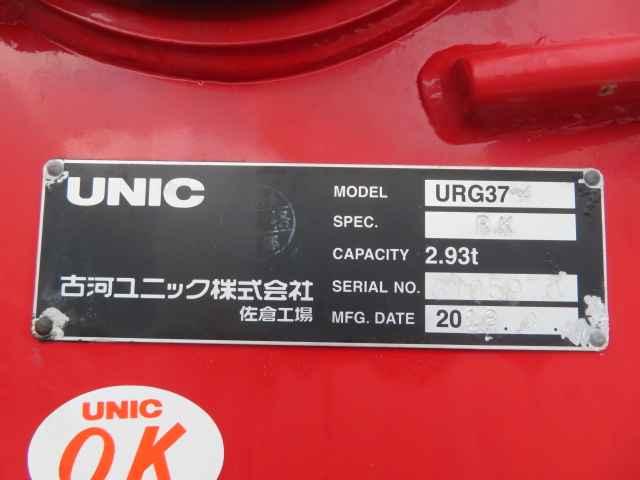 UNIC
MODEL URG37
SPEC. B.K
CAPACITY 2.93t
SERIAL NO.
MFG. DATE 20
古河ユニック株式会社
佐倉工場
UNIC
OK